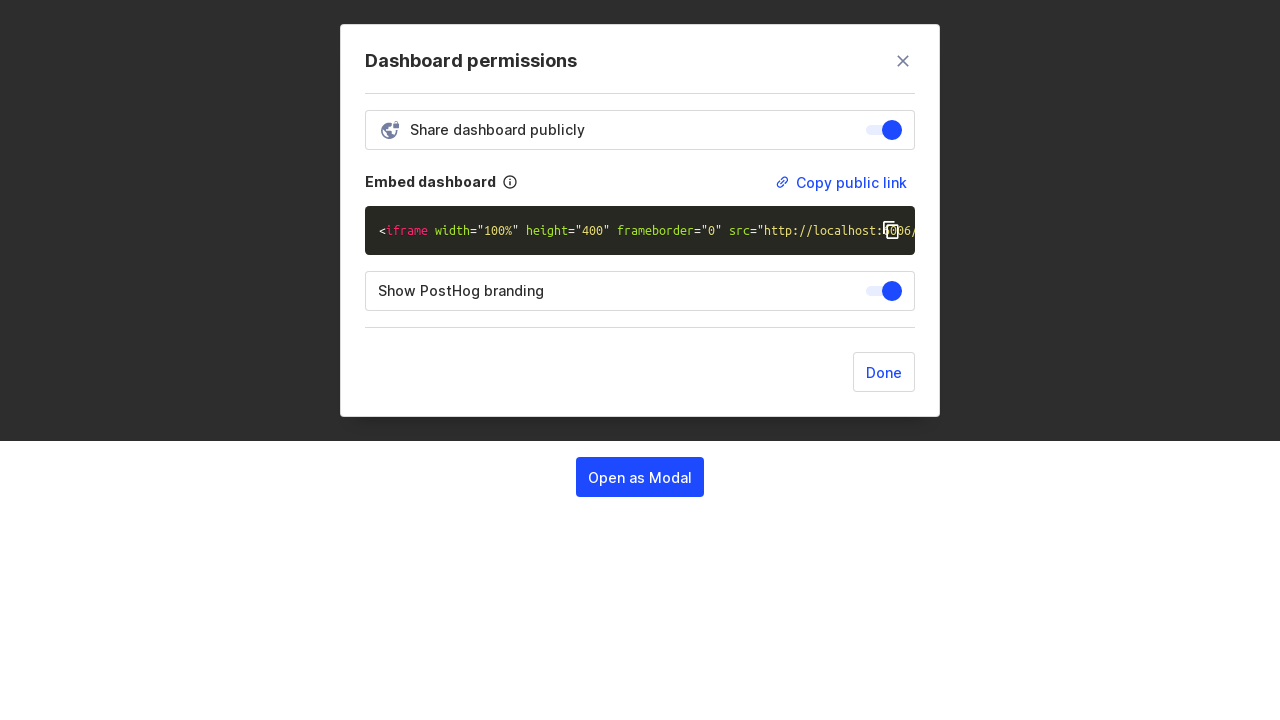 Dashboard permissions
Share dashboard publicly
Embed dashboard
Copy public link
<iframe width="100%" height="400" frameborder="0" src="http://localhost:6006/
Show PostHog branding
Done
Open as Modal